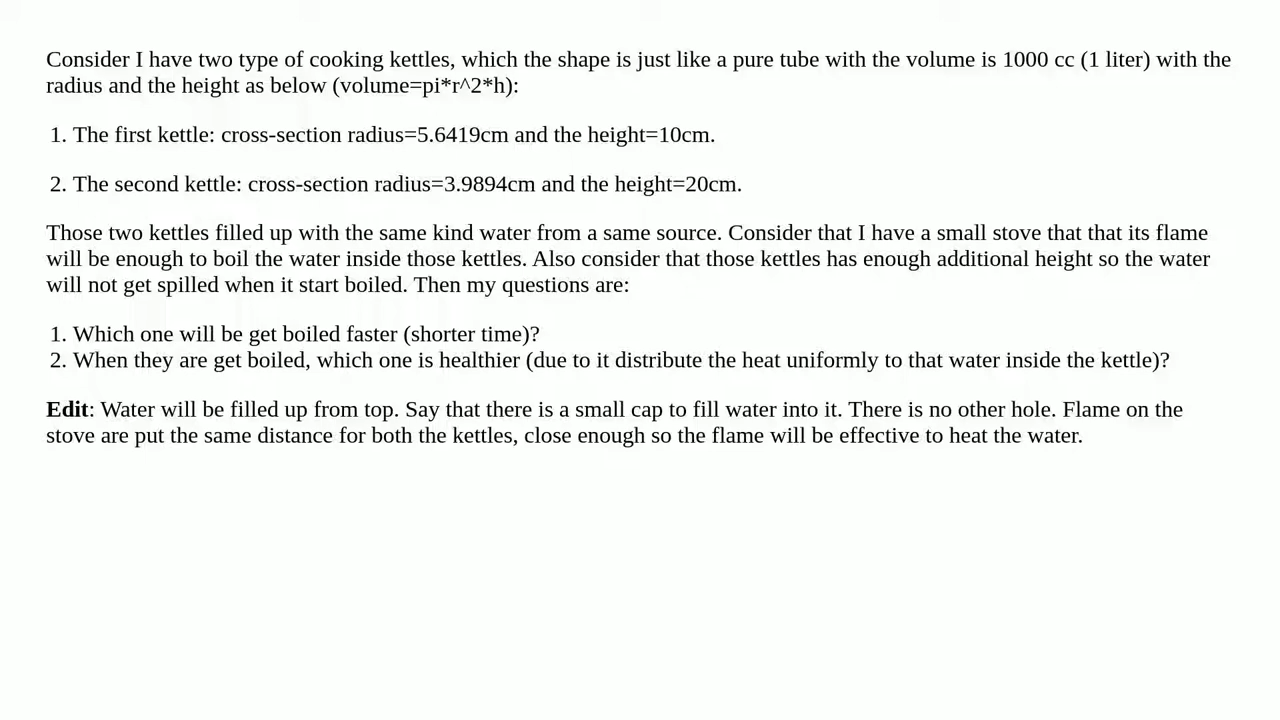 Consider I have two type of cooking kettles, which the shape is just like a pure tube with the volume is 1000 cc (1 liter) with the
radius and the height as below (volume=pi*r^2*h):
1. The first kettle: cross-section radius=5.6419cm and the height=10cm.
2. The second kettle: cross-section radius=3.9894cm and the height=20cm.
Those two kettles filled up with the same kind water from a same source. Consider that I have a small stove that that its flame
will be enough to boil the water inside those kettles. Also consider that those kettles has enough additional height so the water
will not get spilled when it start boiled. Then my questions are:
1. Which one will be get boiled faster (shorter time)?
2. When they are get boiled, which one is healthier (due to it distribute the heat uniformly to that water inside the kettle)?
Edit: Water will be filled up from top. Say that there is a small cap to fill water into it. There is no other hole. Flame on the
stove are put the same distance for both the kettles, close enough so the flame will be effective to heat the water.